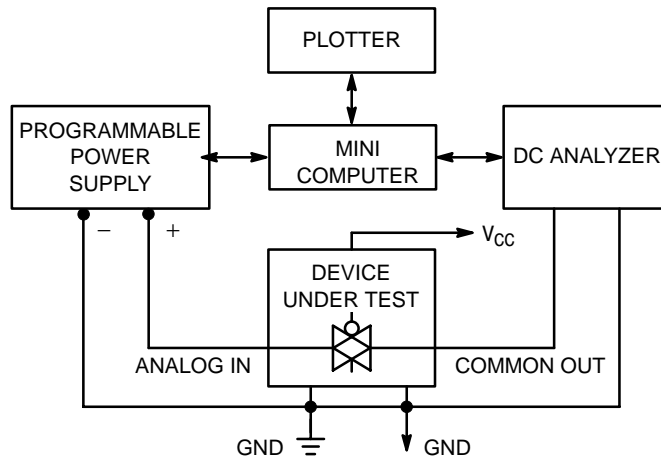 PLOTTER
PROGRAMMABLE
POWER
SUPPLY
MINI
COMPUTER
DC ANALYZER
− +
VCC
DEVICE
UNDER TEST
ANALOG IN
COMMON OUT
GND
GND